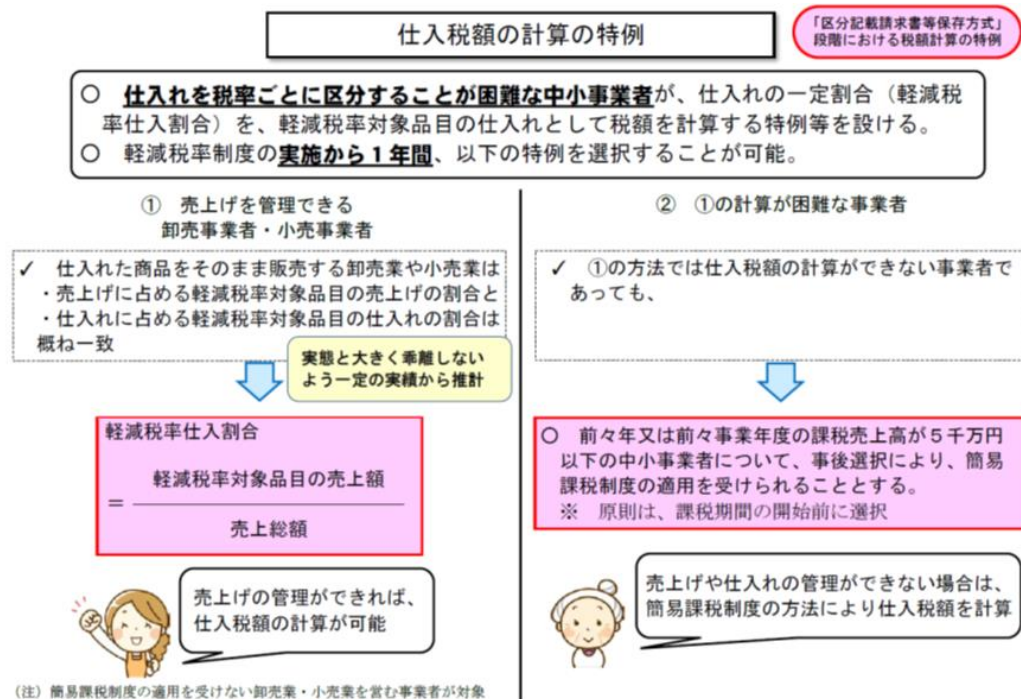 仕入税額の計算の特例
「区分記載請求書等保存方式」
段階における税額計算の特例
○ 仕入れを税率ごとに区分することが困難な中小事業者が、仕入れの一定割合(軽減税
率仕入割合)を、軽減税率対象品目の仕入れとして税額を計算する特例等を設ける。
○ 軽減税率制度の実施から1年間、以下の特例を選択することが可能。
① 売上げを管理できる
卸売事業者・小売事業者
✓ 仕入れた商品をそのまま販売する卸売業や小売業は
・売上げに占める軽減税率対象品目の売上げの割合と
・仕入れに占める軽減税率対象品目の仕入れの割合は
概ね一致
実態と大きく乖離しない
よう一定の実績から推計
軽減税率仕入割合
軽減税率対象品目の売上額
=
売上総額
売上げの管理ができれば、
仕入税額の計算が可能
(注) 簡易課税制度の適用を受けない卸売業・小売業を営む事業者が対象
② ①の計算が困難な事業者
✓ ①の方法では仕入税額の計算ができない事業者で
あっても、
○ 前々年又は前々事業年度の課税売上高が5千万円
以下の中小事業者について、事後選択により、簡易
課税制度の適用を受けられることとする。
※ 原則は、課税期間の開始前に選択
売上げや仕入れの管理ができない場合は、
簡易課税制度の方法により仕入税額を計算